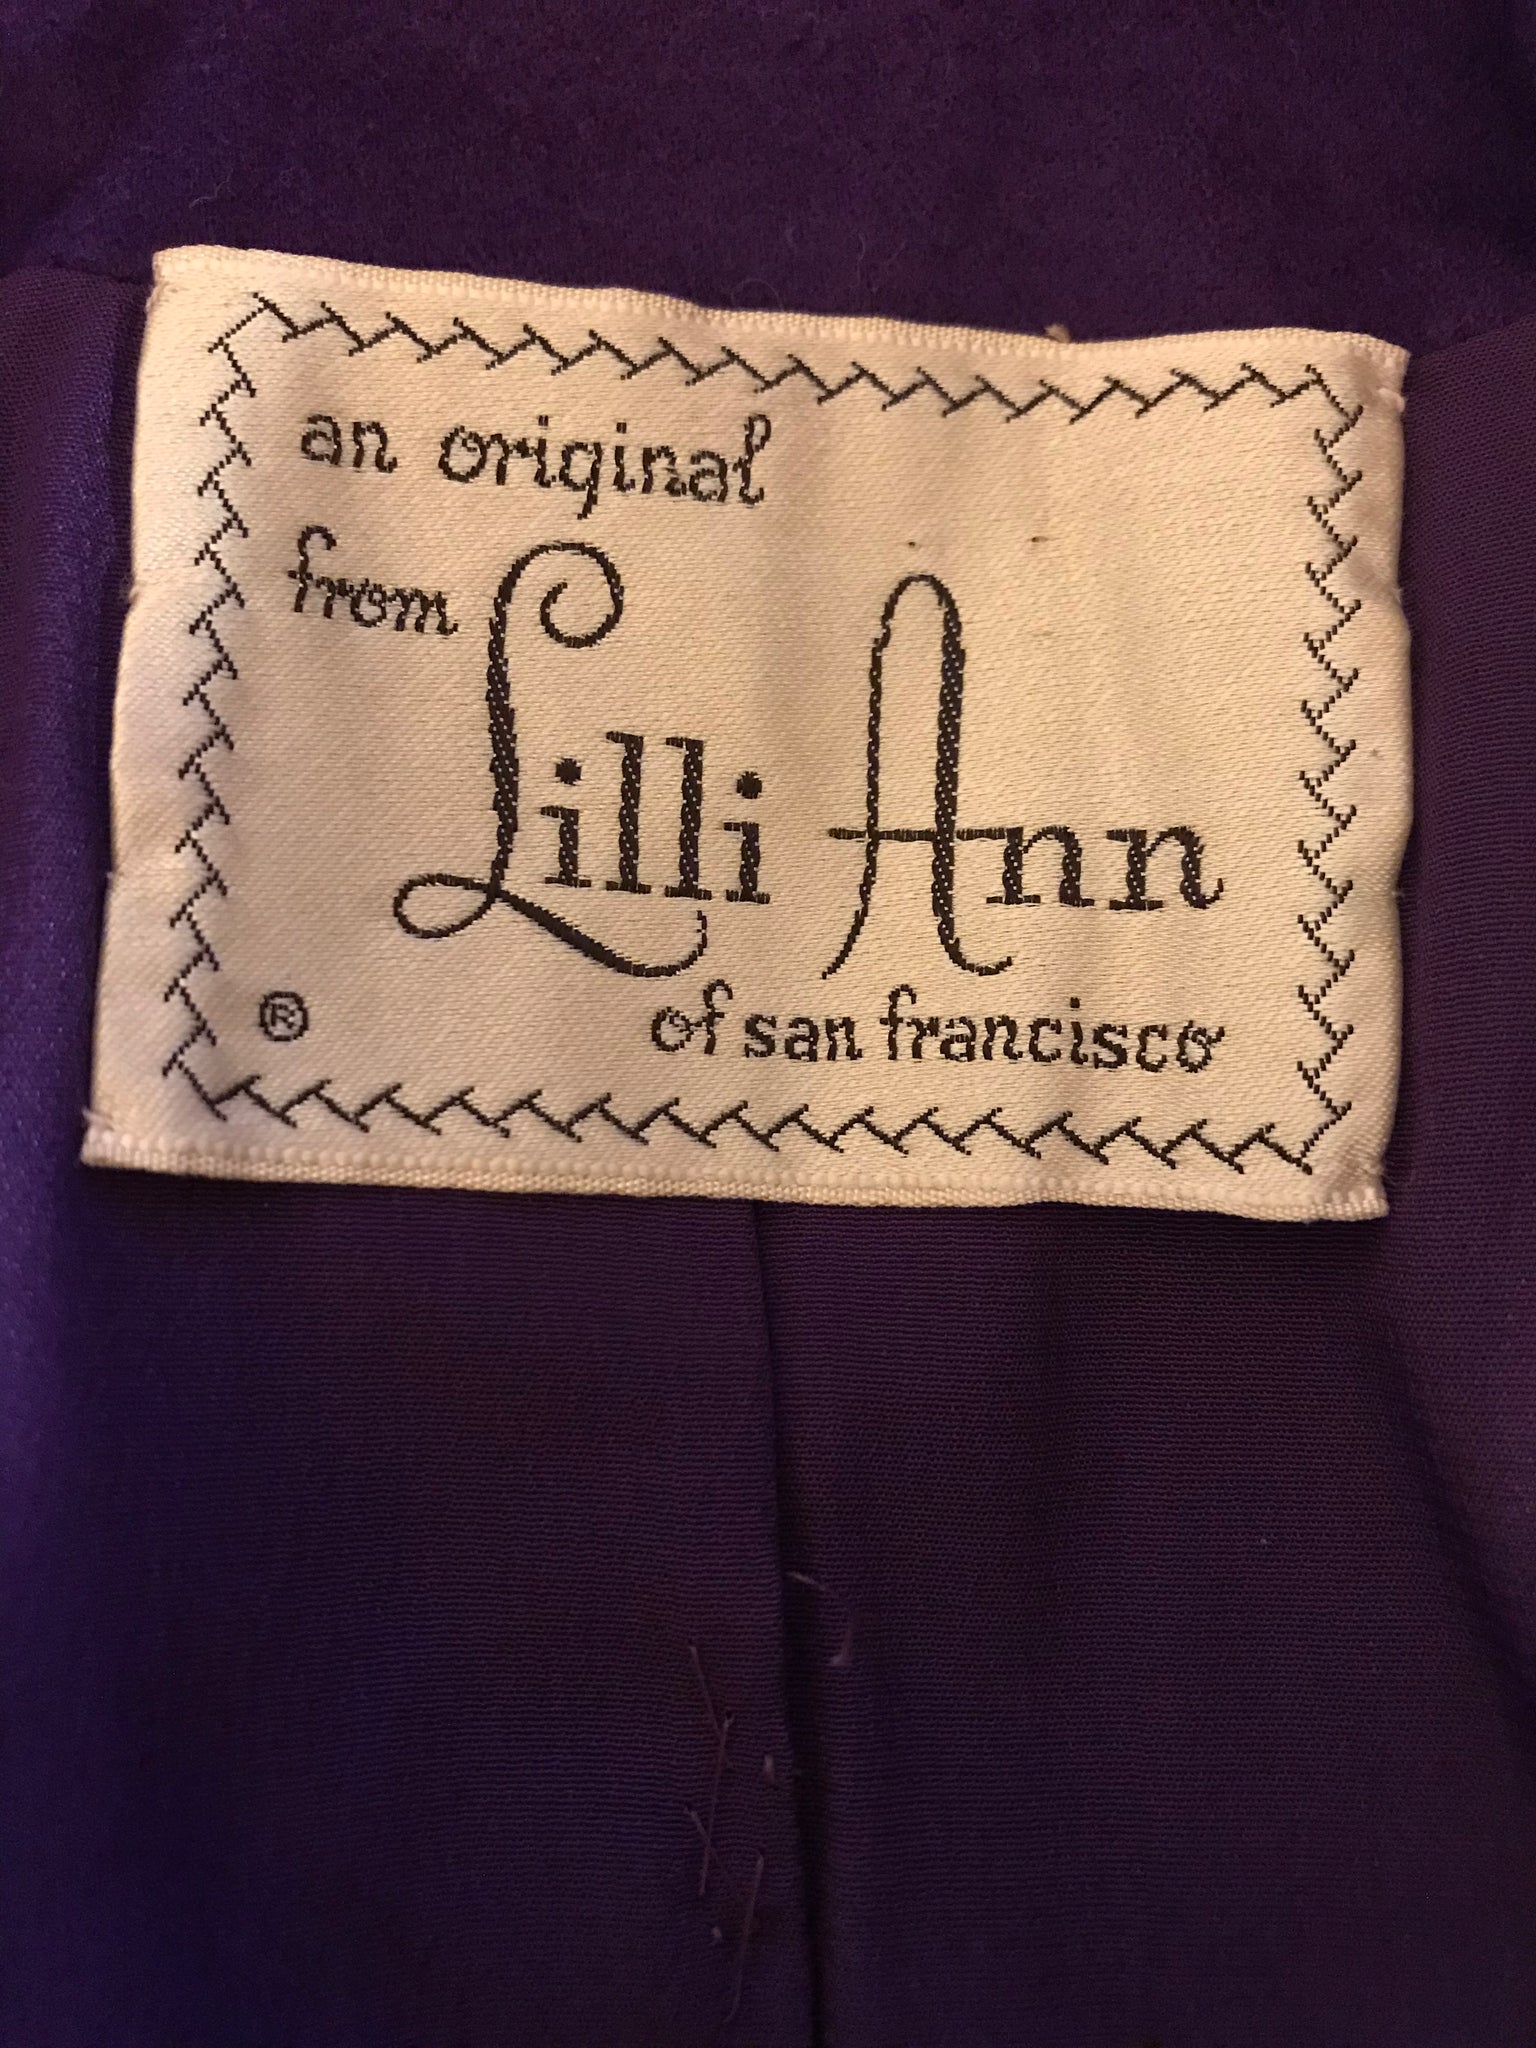 an original
from Lilli Ann
® of san francisco